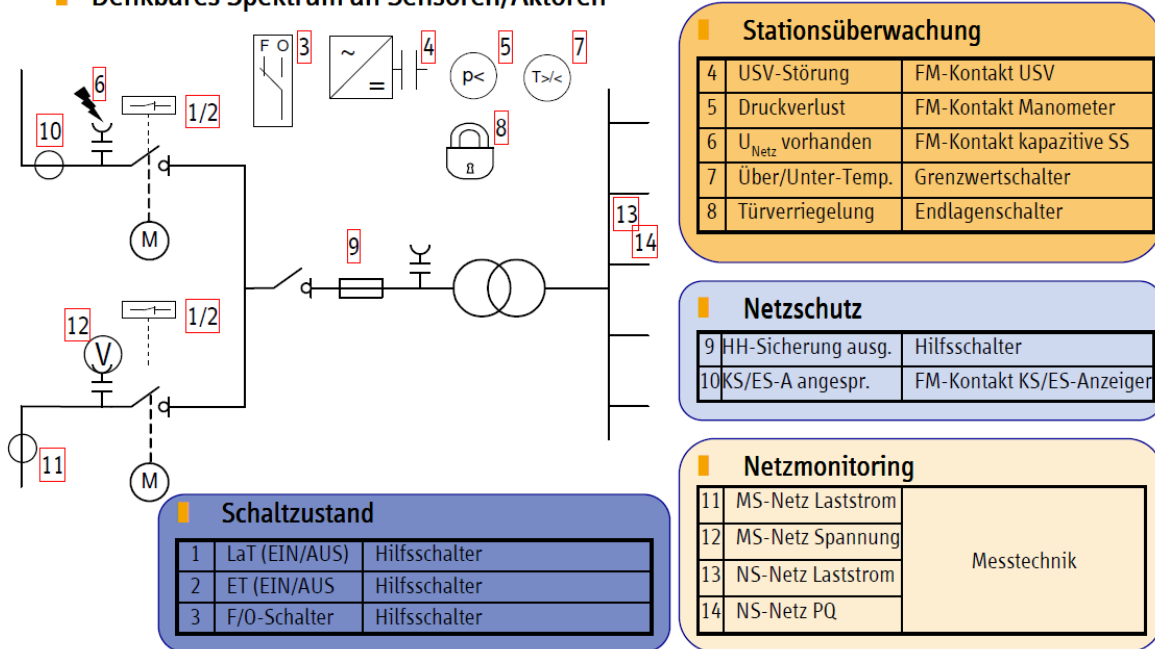 Denkbares Spektrum an Sensoren/Aktoren
F O
3
~
=
4
p<
5
T>/<
7
6
1/2
10
8
M
13
14
9
1/2
12
V
11
M
Schaltzustand
1 LaT (EIN/AUS) Hilfsschalter
2 ET (EIN/AUS Hilfsschalter
3 F/O-Schalter Hilfsschalter
Stationsüberwachung
4 USV-Störung FM-Kontakt USV
5 Druckverlust FM-Kontakt Manometer
6 UNetz vorhanden FM-Kontakt kapazitive SS
7 Über/Unter-Temp. Grenzwertschalter
8 Türverriegelung Endlagenschalter
Netzschutz
9 HH-Sicherung ausg. Hilfsschalter
10 KS/ES-A angespr. FM-Kontakt KS/ES-Anzeiger
Netzmonitoring
11 MS-Netz Laststrom
12 MS-Netz Spannung
Messtechnik
13 NS-Netz Laststrom
14 NS-Netz PQ